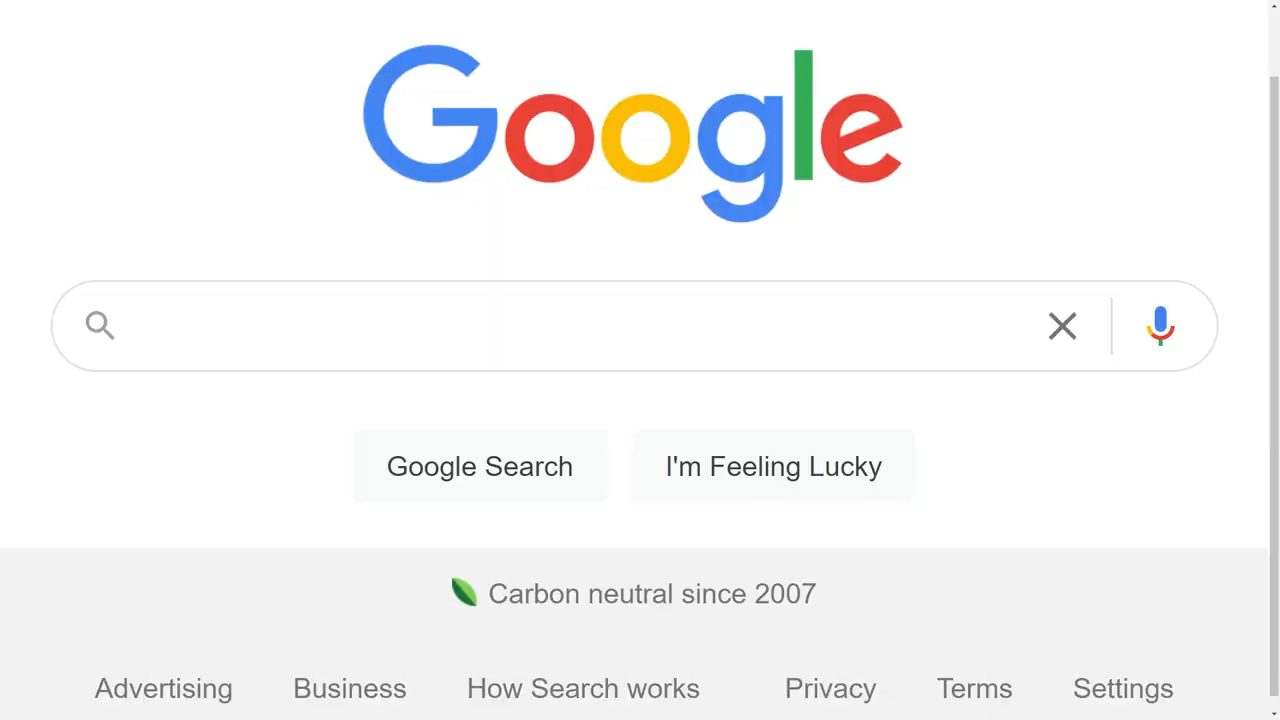 Google
Google Search
I'm Feeling Lucky
Carbon neutral since 2007
Advertising Business How Search works Privacy Terms Settings